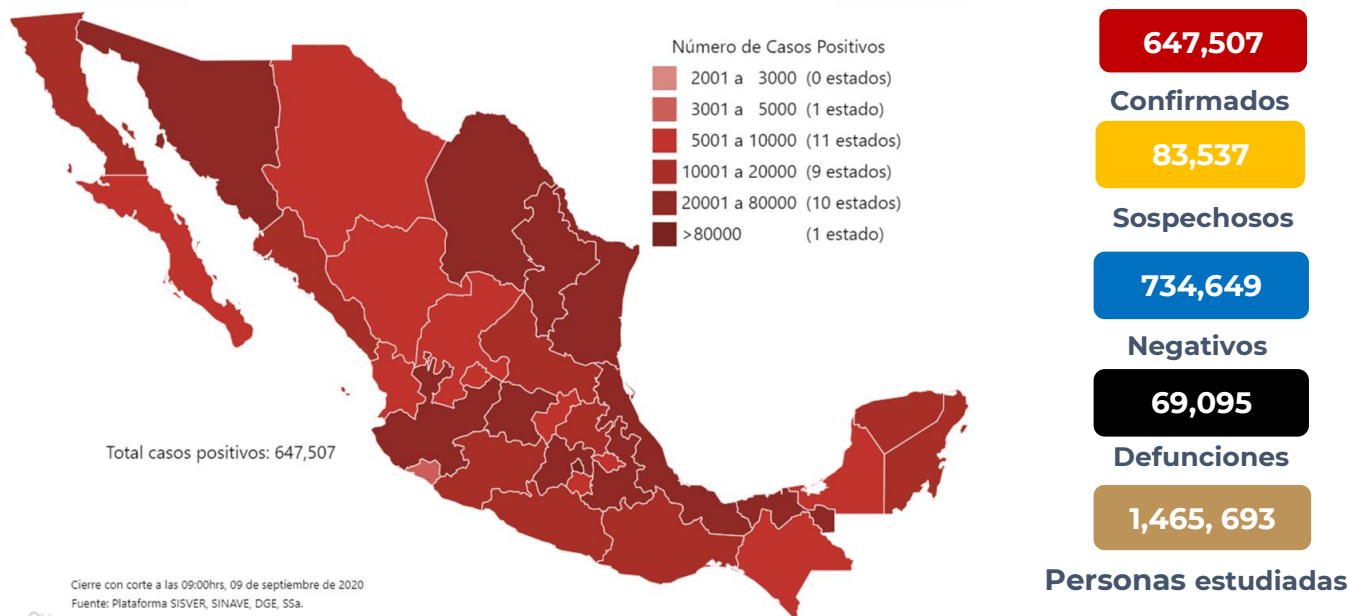 Número de Casos Positivos
2001 a 3000 (0 estados)
3001 a 5000 (1 estado)
5001 a 10000 (11 estados)
10001 a 20000 (9 estados)
20001 a 80000 (10 estados)
>80000 (1 estado)
Total casos positivos: 647,507
Cierre con corte a las 09:00hrs, 09 de septiembre de 2020
Fuente: Plataforma SISVER, SINAVE, DGE, SSa.
647,507
Confirmados
83,537
Sospechosos
734,649
Negativos
69,095
Defunciones
1,465, 693
Personas estudiadas